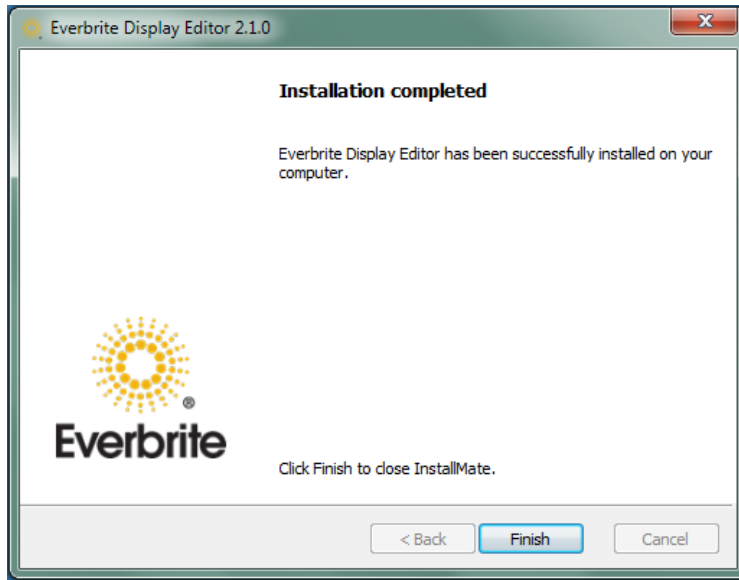 Everbrite Display Editor 2.1.0
Installation completed
Everbrite Display Editor has been successfully installed on your
computer.
®
Everbrite
Click Finish to close InstallMate.
< Back Finish Cancel